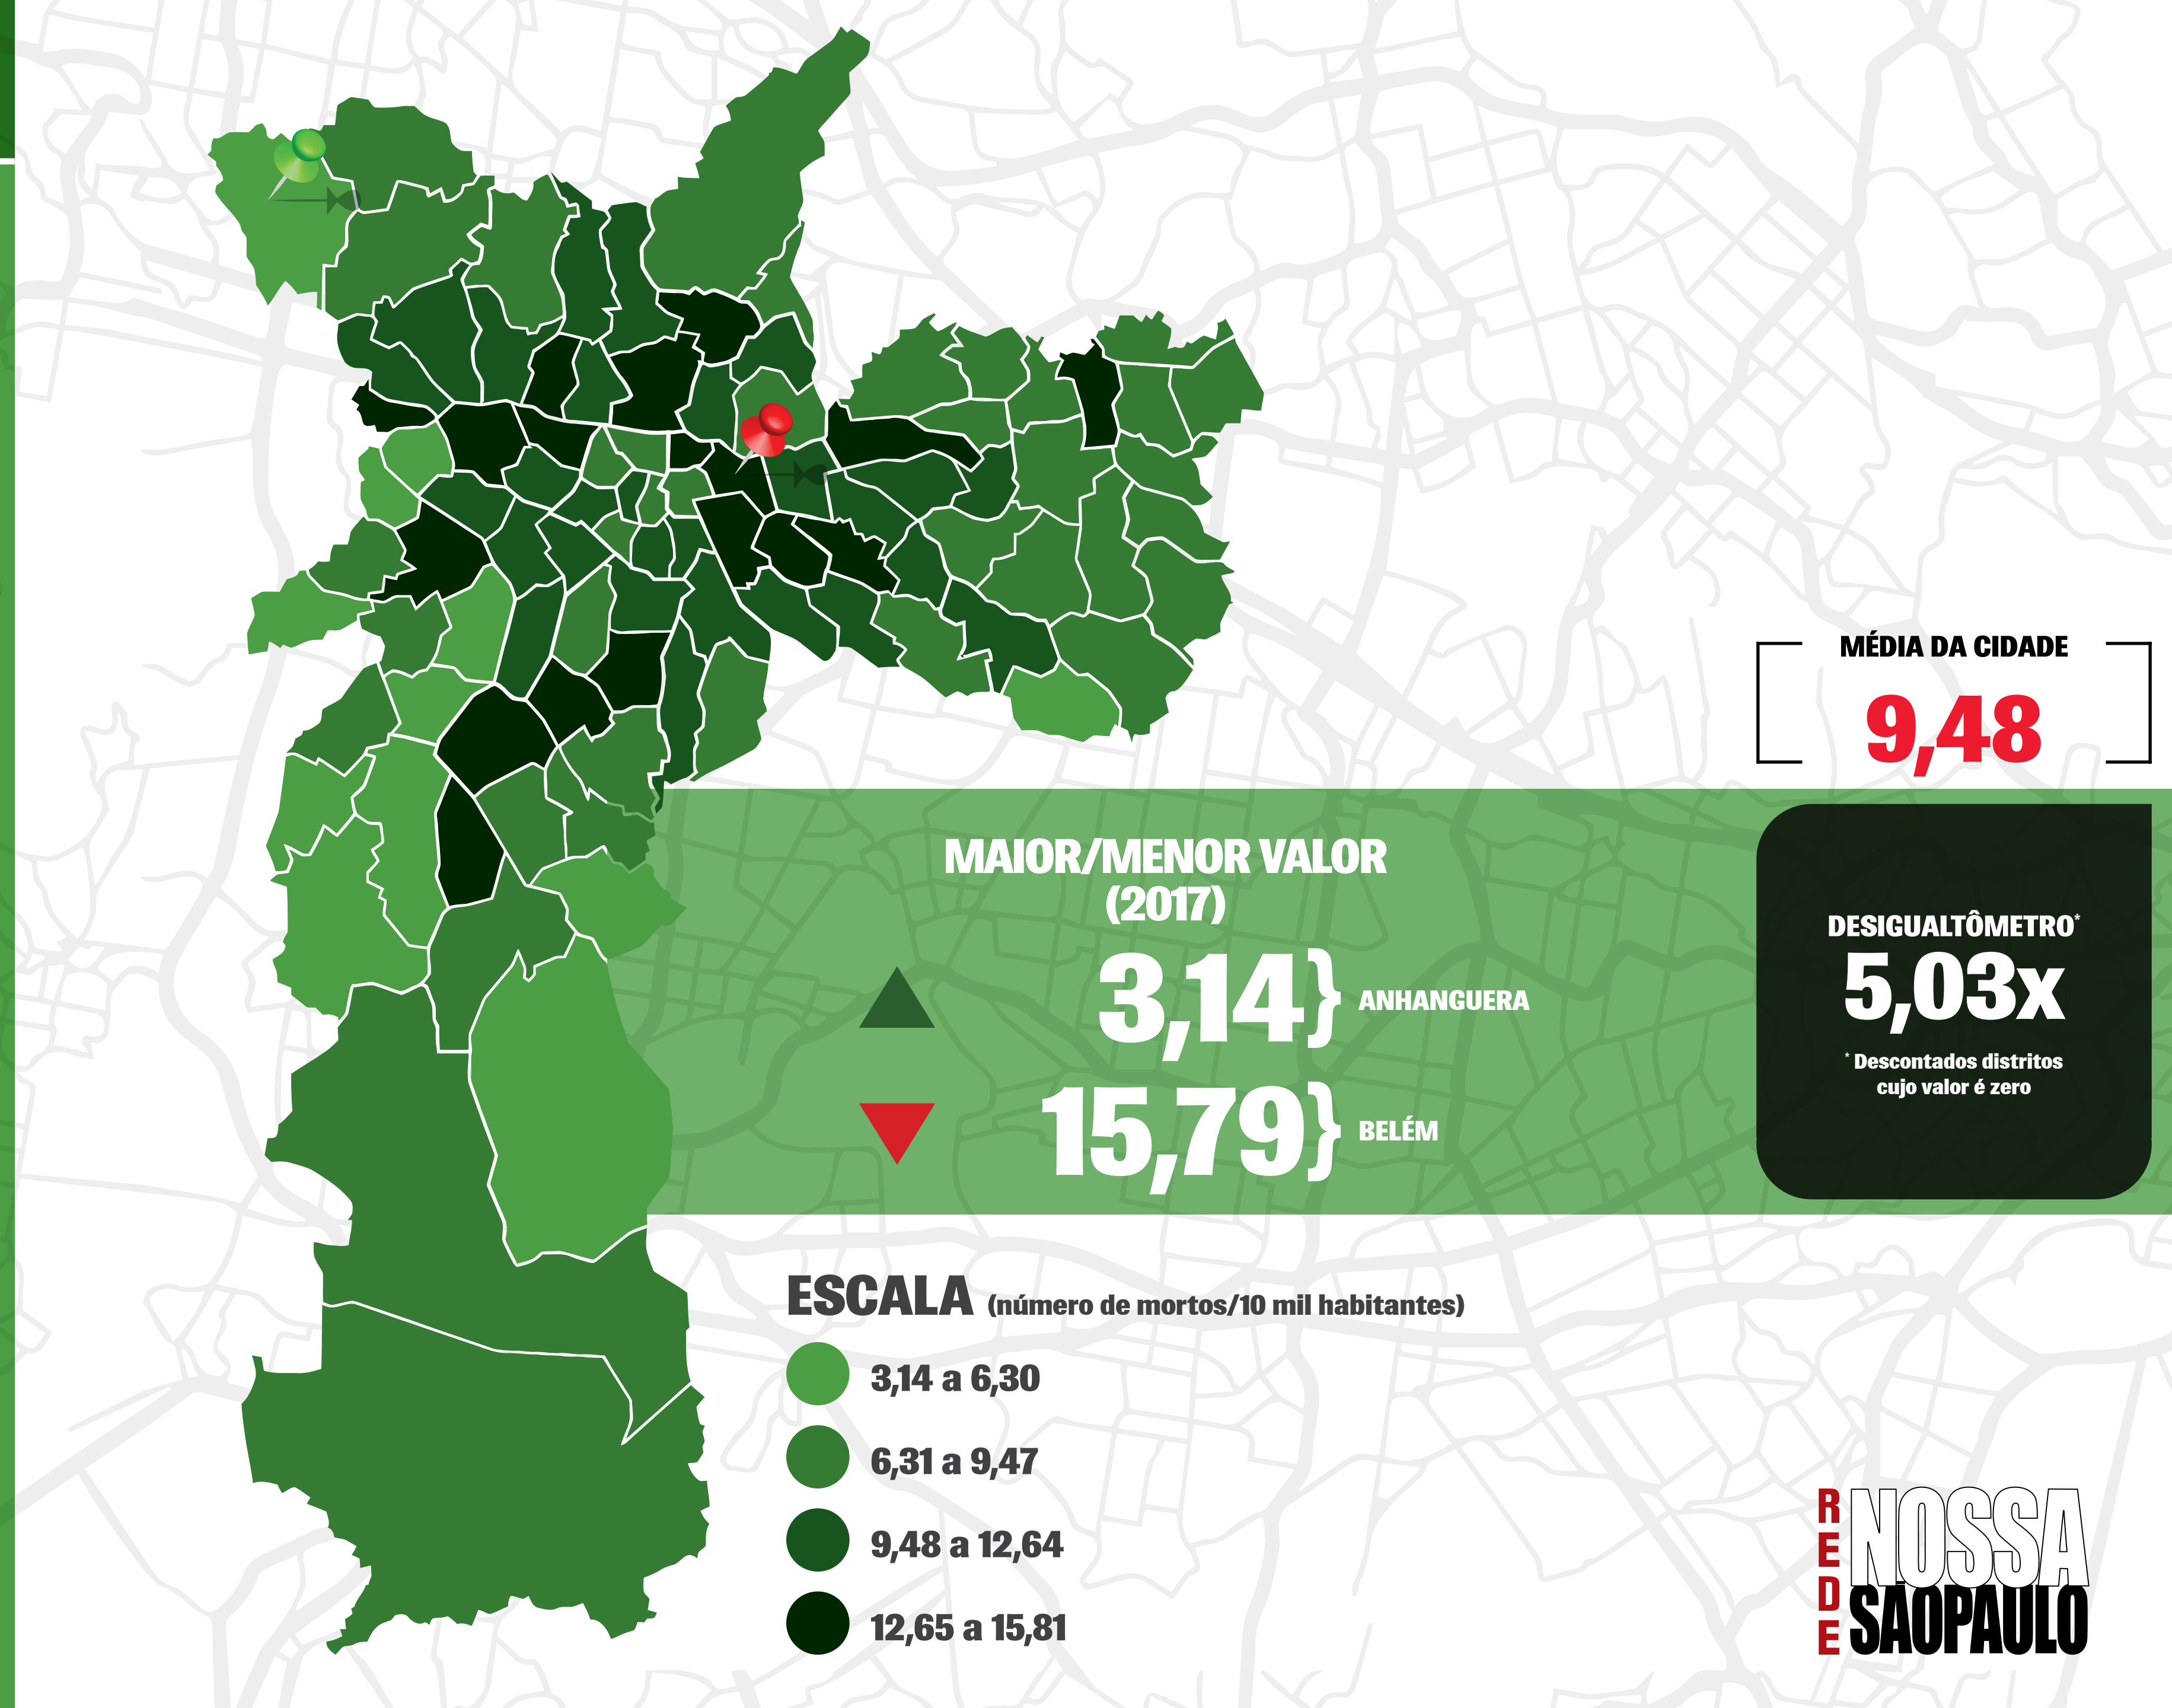 MÉDIA DA CIDADE
9,48
MAIOR/MENOR VALOR
(2017)
3,14} ANHANGUERA
15,79} BELÉM
DESIGUALTÔMETRO*
5,03x
* Descontados distritos
cujo valor é zero
ESCALA (número de mortos/10 mil habitantes)
3,14 a 6,30
6,31 a 9,47
9,48 a 12,64
12,65 a 15,81
REDE
NOSSA
SÃOPAULO